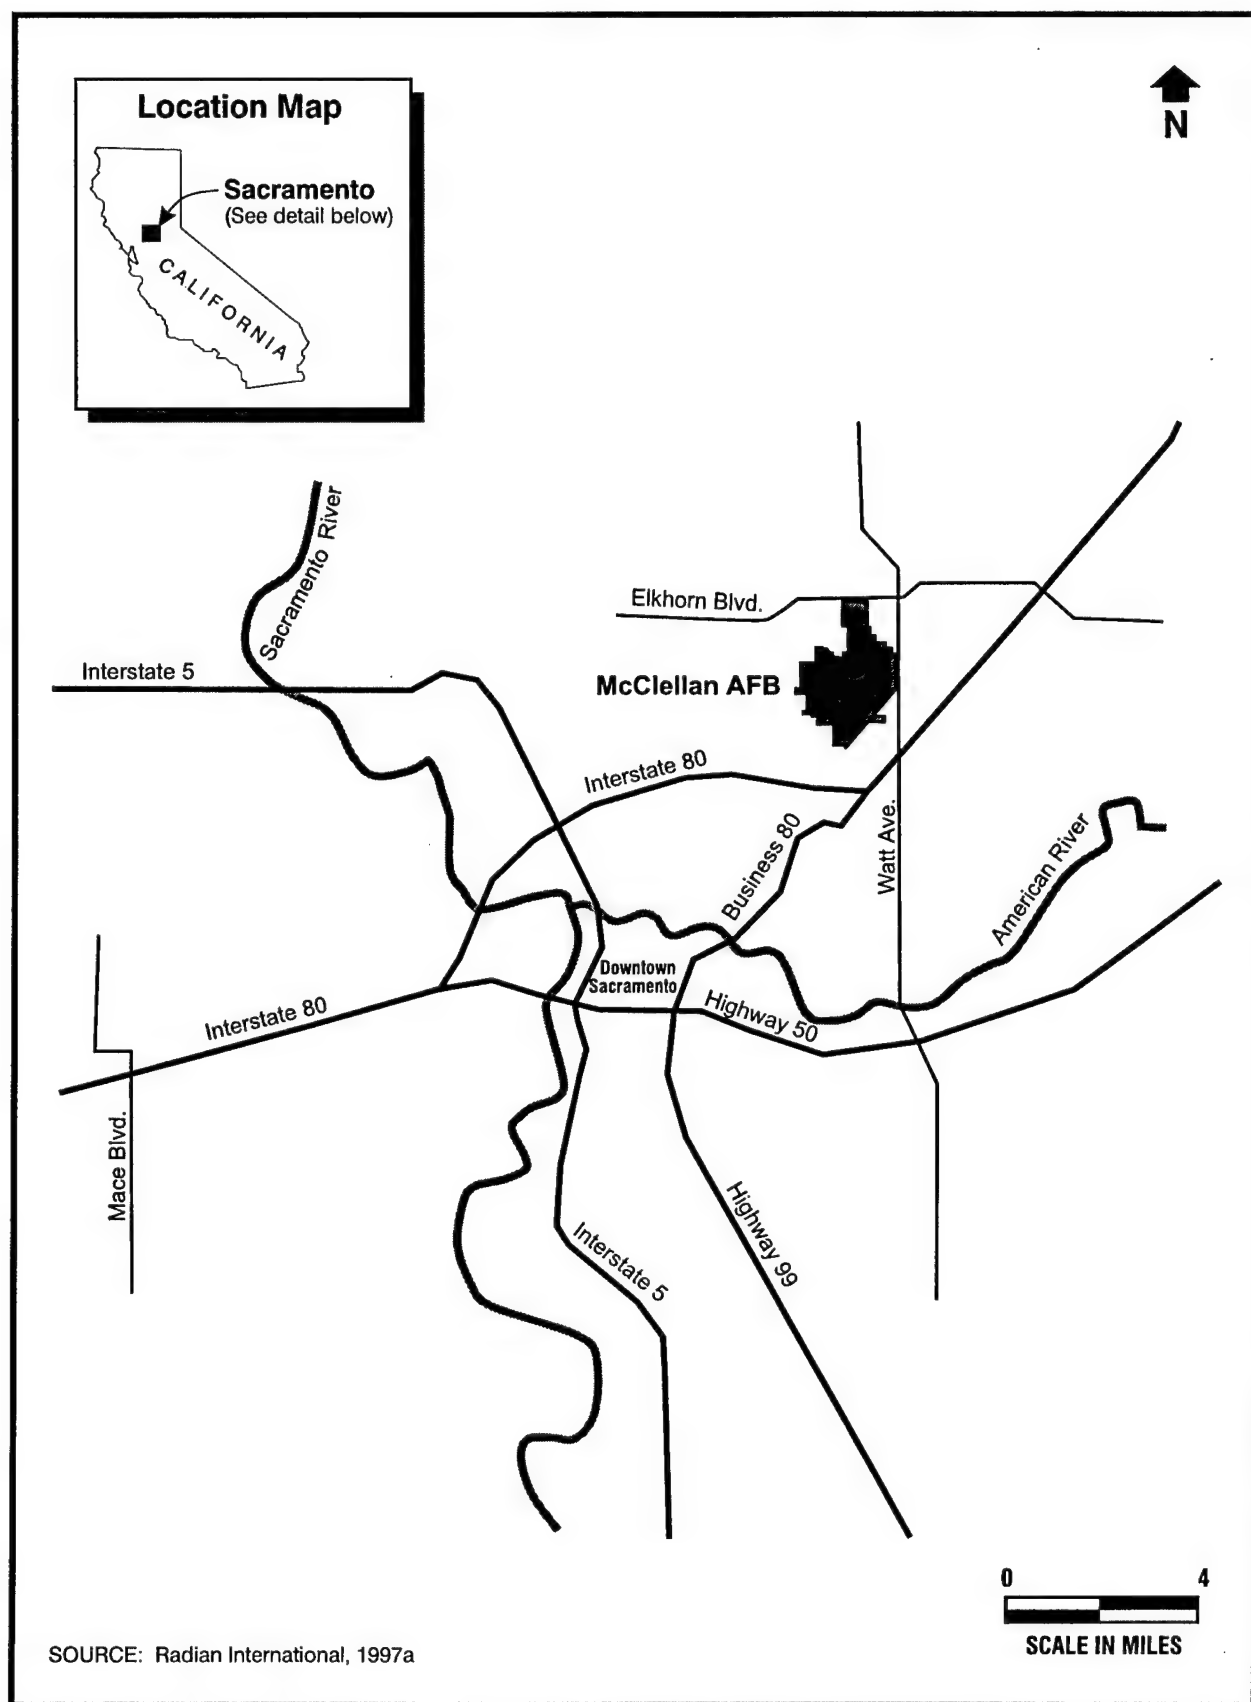 Location Map
N
Sacramento
(See detail below)
CALIFORNIA
Sacramento River
Elkhorn Blvd.
Interstate 5
McClellan AFB
Interstate 80
Business 80
Watt Ave.
American River
Downtown
Sacramento
Interstate 80
Highway 50
Mace Blvd.
Highway 99
Interstate 5
0 4
SCALE IN MILES
SOURCE: Radian International, 1997a